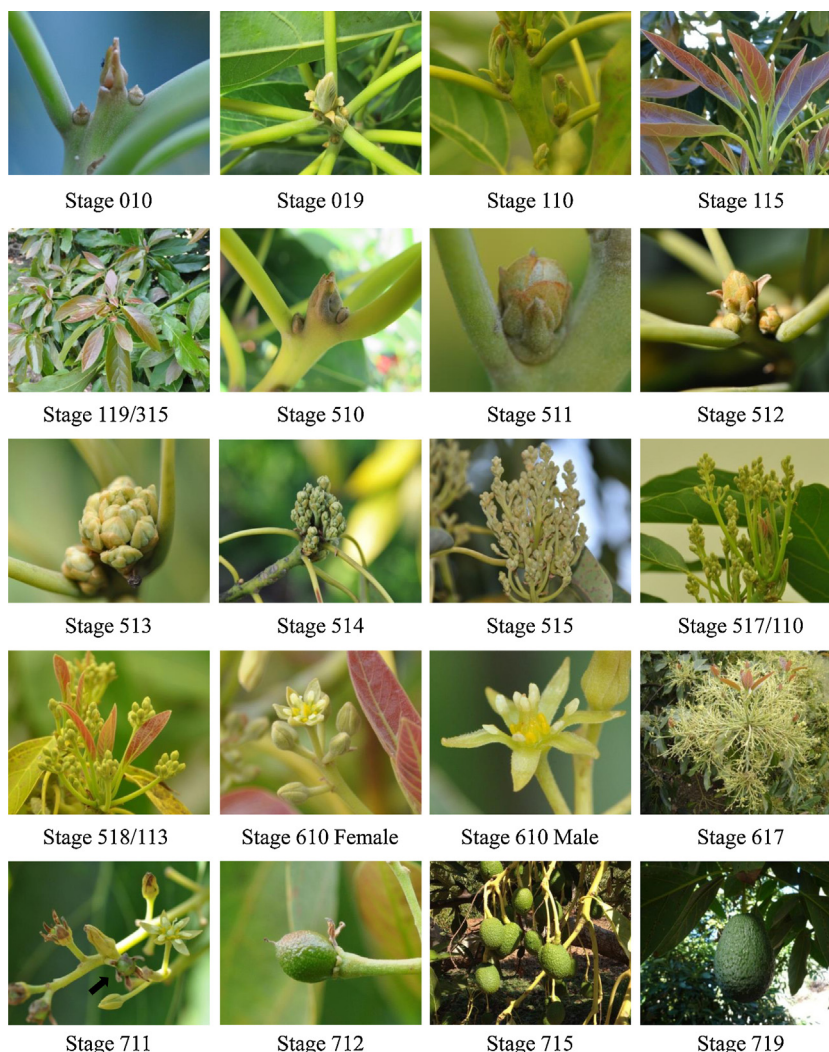 Stage 010 Stage 019 Stage 110 Stage 115
Stage 119/315 Stage 510 Stage 511 Stage 512
Stage 513 Stage 514 Stage 515 Stage 517/110
Stage 518/113 Stage 610 Female Stage 610 Male Stage 617
Stage 711 Stage 712 Stage 715 Stage 719